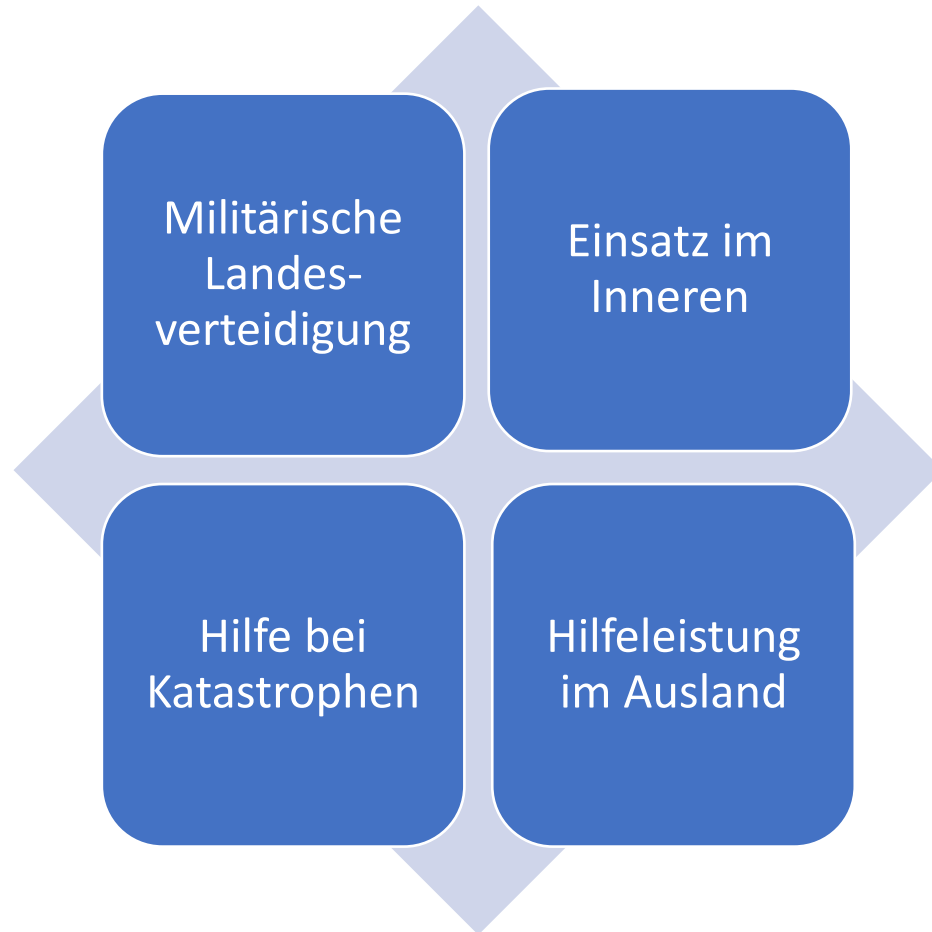 Militärische
Landes-
verteidigung
Einsatz im
Inneren
Hilfe bei
Katastrophen
Hilfeleistung
im Ausland